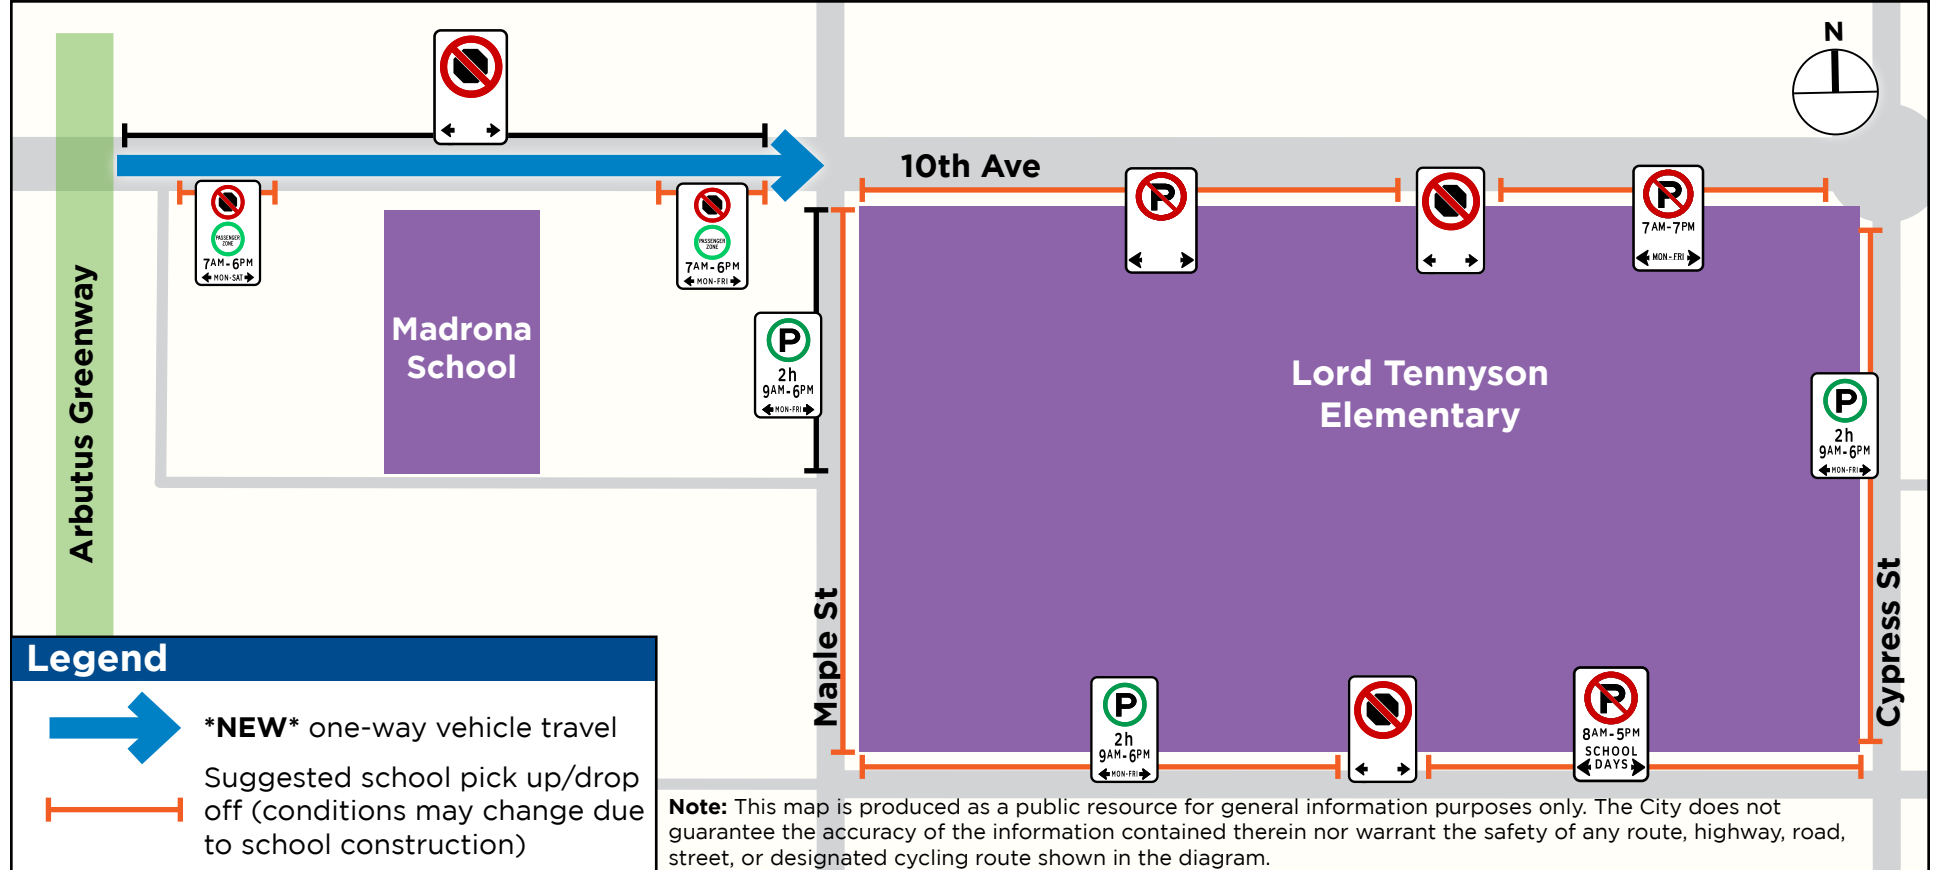 N
10th Ave
PASSENGER
ZONE
7AM-6PM
MON-SAT
PASSENGER
ZONE
7AM-6PM
MON-FRI
P
P
7AM-7PM
MON-FRI
Arbutus Greenway
Madrona
School
P
2h
9AM-6PM
MON-FRI
Lord Tennyson
Elementary
P
2h
9AM-6PM
MON-FRI
Maple St
Cypress St
P
2h
9AM-6PM
MON-FRI
P
8AM-5PM
SCHOOL
DAYS
Legend
*NEW* one-way vehicle travel
Suggested school pick up/drop
off (conditions may change due
to school construction)
Note: This map is produced as a public resource for general information purposes only. The City does not
guarantee the accuracy of the information contained therein nor warrant the safety of any route, highway, road,
street, or designated cycling route shown in the diagram.